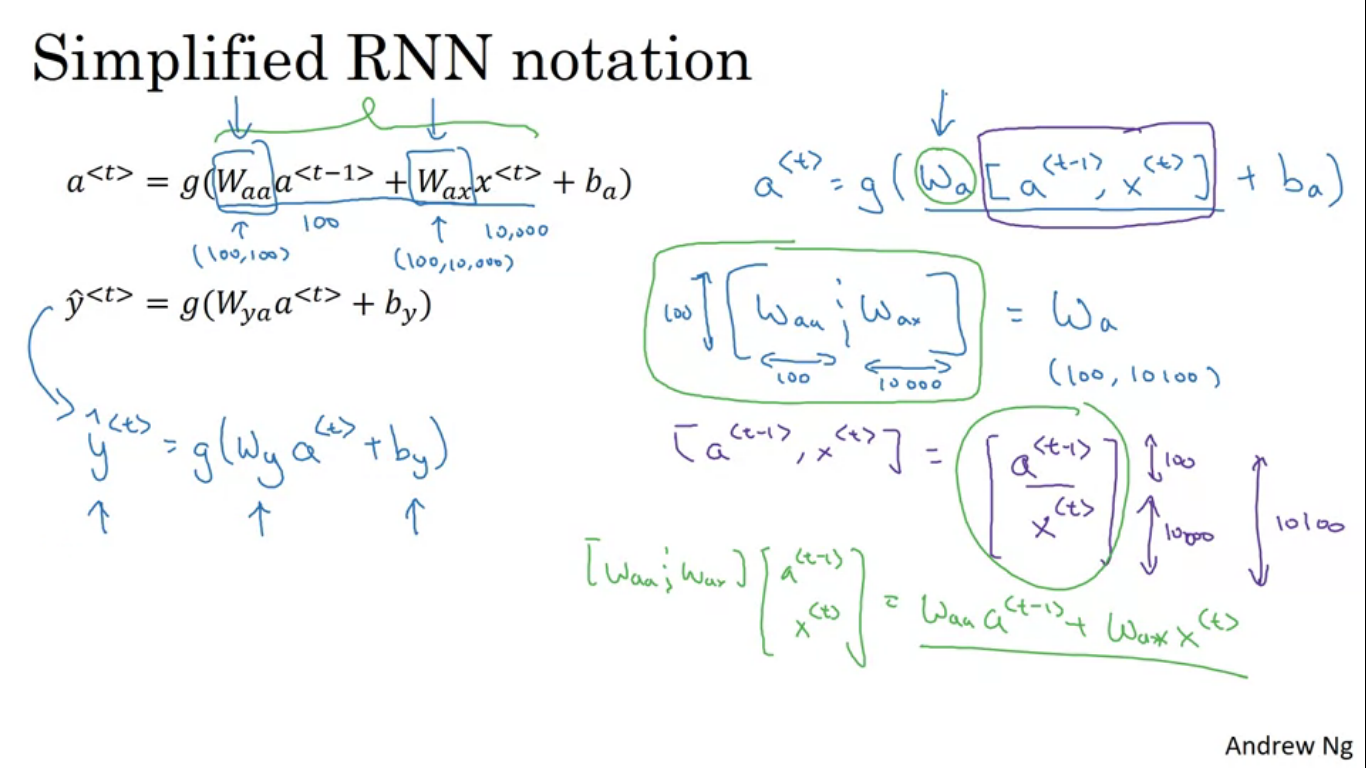 Simplified RNN notation
a<t> = g(Waa a<t−1> + Wax x<t> + ba)
100
10,000
(100,100)
(100,10,000)
ŷ<t> = g(Wya a<t> + by)
ŷ<t> = g(Wy a<t> + by)
a<t> = g(Wa [a<t-1>, x<t>] + ba)
100 [Waa ; Wax] = Wa
100
10000
(100, 10100)
[a<t-1>, x<t>] = [a<t-1>
x<t>]
100
10000
10100
[Waa ; Wax] [a<t-1>
x<t>] = Waa a<t-1> + Wax x<t>
Andrew Ng